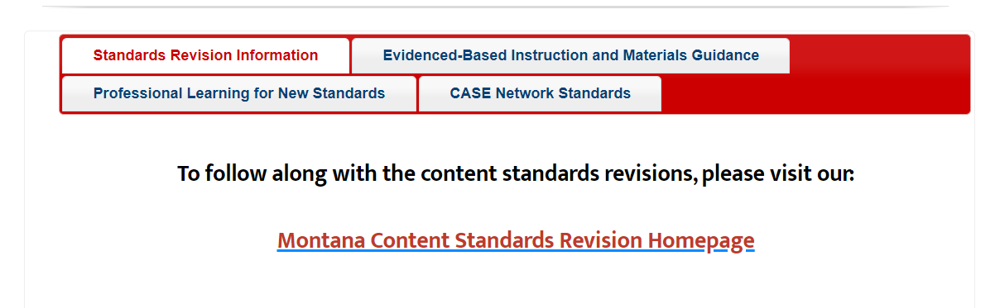 Standards Revision Information
Evidenced-Based Instruction and Materials Guidance
Professional Learning for New Standards
CASE Network Standards
To follow along with the content standards revisions, please visit our:
Montana Content Standards Revision Homepage